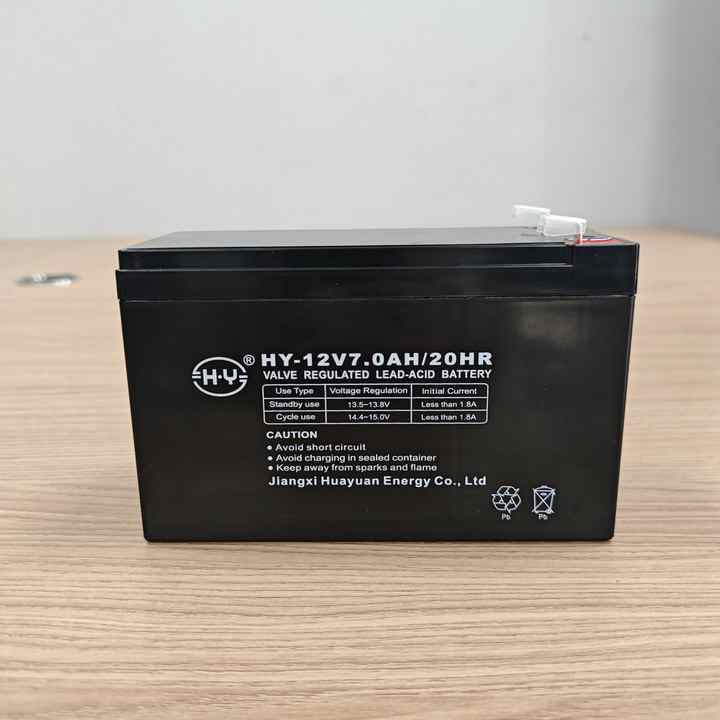 H·Y ® HY-12V7.0AH/20HR
VALVE REGULATED LEAD-ACID BATTERY
Use Type Voltage Regulation Initial Current
Standby use 13.5~13.8V Less than 1.8A
Cycle use 14.4~15.0V Less than 1.8A
CAUTION
• Avoid short circuit
• Avoid charging in sealed container
• Keep away from sparks and flame
Jiangxi Huayuan Energy Co., Ltd
Pb Pb